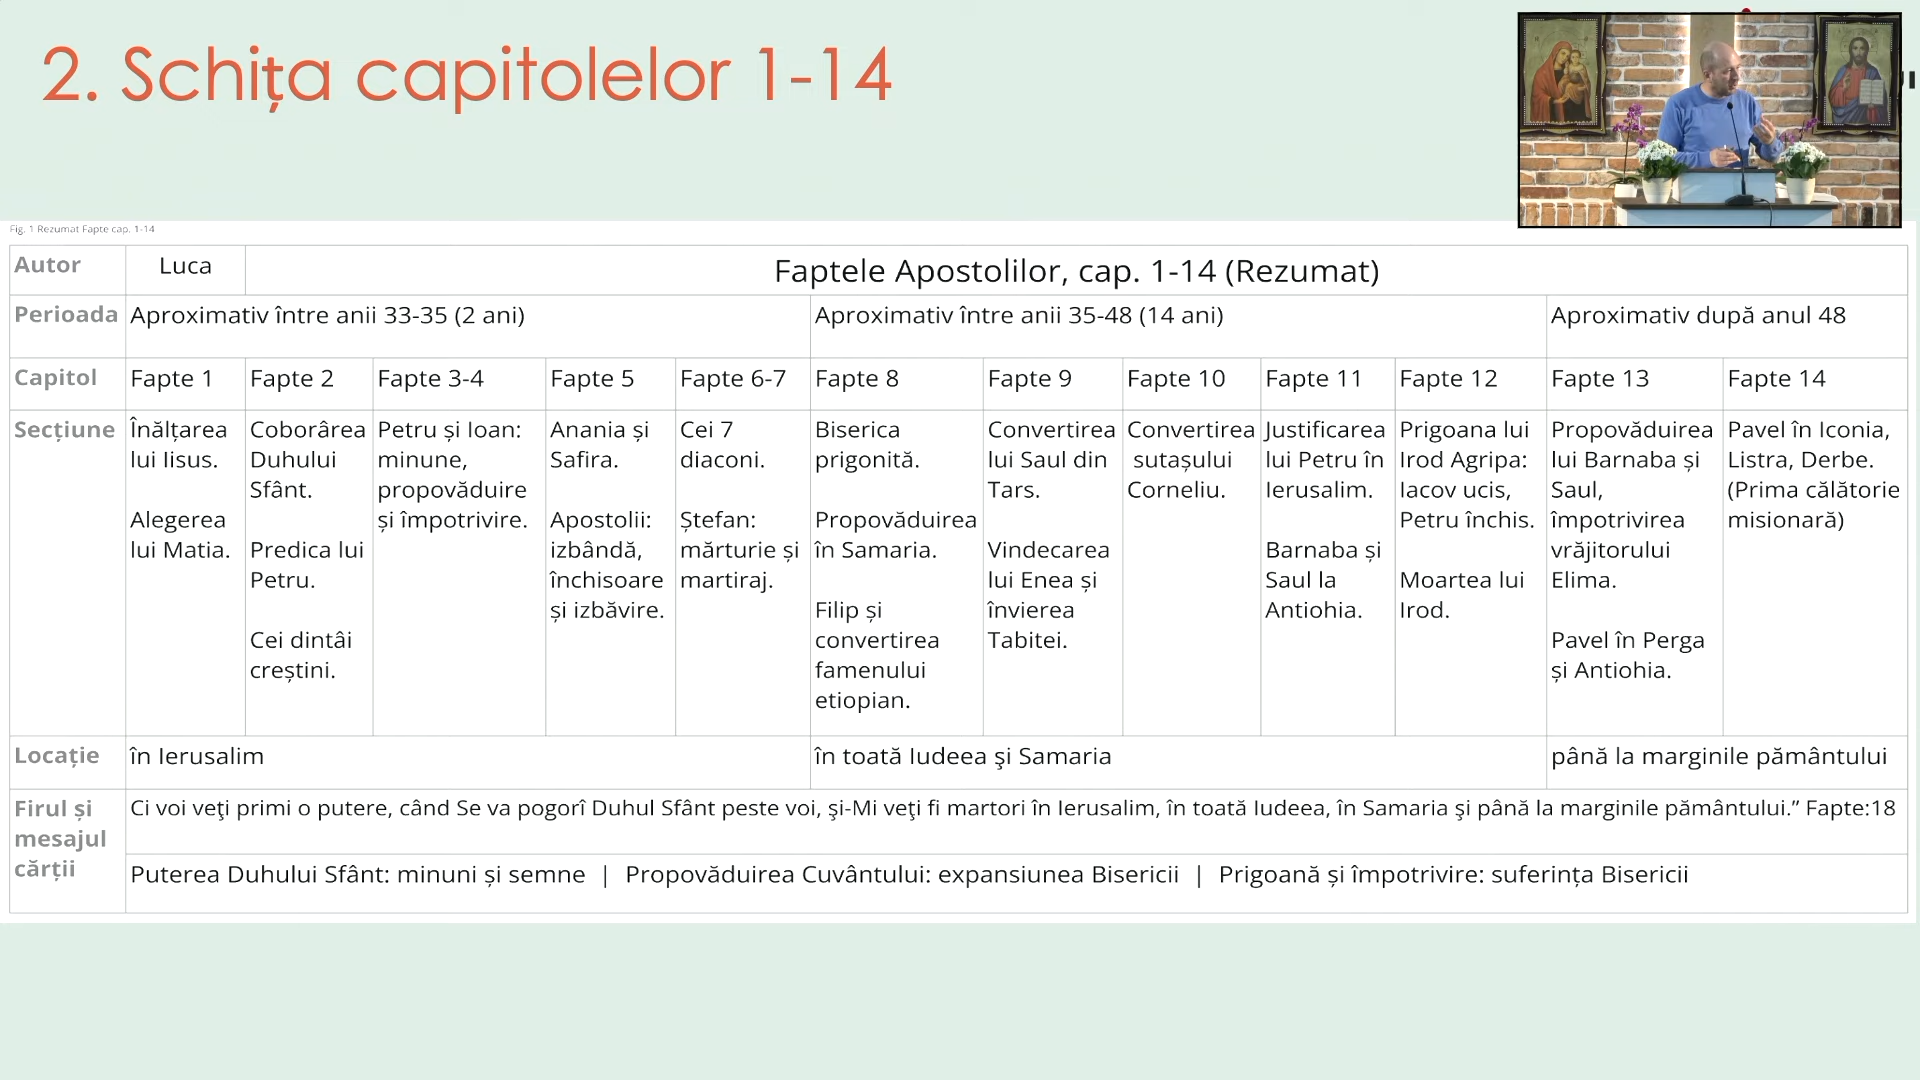 2. Schița capitolelor 1-14
Fig. 1 Rezumat Fapte cap. 1-14
Autor
Luca
Faptele Apostolilor, cap. 1-14 (Rezumat)
Perioada
Aproximativ între anii 33-35 (2 ani)
Aproximativ între anii 35-48 (14 ani)
Aproximativ după anul 48
Capitol
Fapte 1
Fapte 2
Fapte 3-4
Fapte 5
Fapte 6-7
Fapte 8
Fapte 9
Fapte 10
Fapte 11
Fapte 12
Fapte 13
Fapte 14
Secțiune
Înălțarea
lui Iisus.
Alegerea
lui Matia.
Coborârea
Duhului
Sfânt.
Predica lui
Petru.
Cei dintâi
creștini.
Petru și Ioan:
minune,
propovăduire
și împotrivire.
Anania și
Safira.
Apostolii:
izbândă,
închisoare
și izbăvire.
Cei 7
diaconi.
Ștefan:
mărturie și
martiraj.
Biserica
prigonită.
Propovăduirea
în Samaria.
Filip și
convertirea
famenului
etiopian.
Convertirea
lui Saul din
Tars.
Vindecarea
lui Enea și
învierea
Tabitei.
Convertirea
sutașului
Corneliu.
Justificarea
lui Petru în
Ierusalim.
Barnaba și
Saul la
Antiohia.
Prigoana lui
Irod Agripa:
Iacov ucis,
Petru închis.
Moartea lui
Irod.
Propovăduirea
lui Barnaba și
Saul,
împotrivirea
vrăjitorului
Elima.
Pavel în Perga
și Antiohia.
Pavel în Iconia,
Listra, Derbe.
(Prima călătorie
misionară)
Locație
în Ierusalim
în toată Iudeea şi Samaria
până la marginile pământului
Firul și
mesajul
cărții
Ci voi veţi primi o putere, când Se va pogorî Duhul Sfânt peste voi, şi-Mi veţi fi martori în Ierusalim, în toată Iudeea, în Samaria şi până la marginile pământului.” Fapte:18
Puterea Duhului Sfânt: minuni și semne | Propovăduirea Cuvântului: expansiunea Bisericii | Prigoană și împotrivire: suferința Bisericii